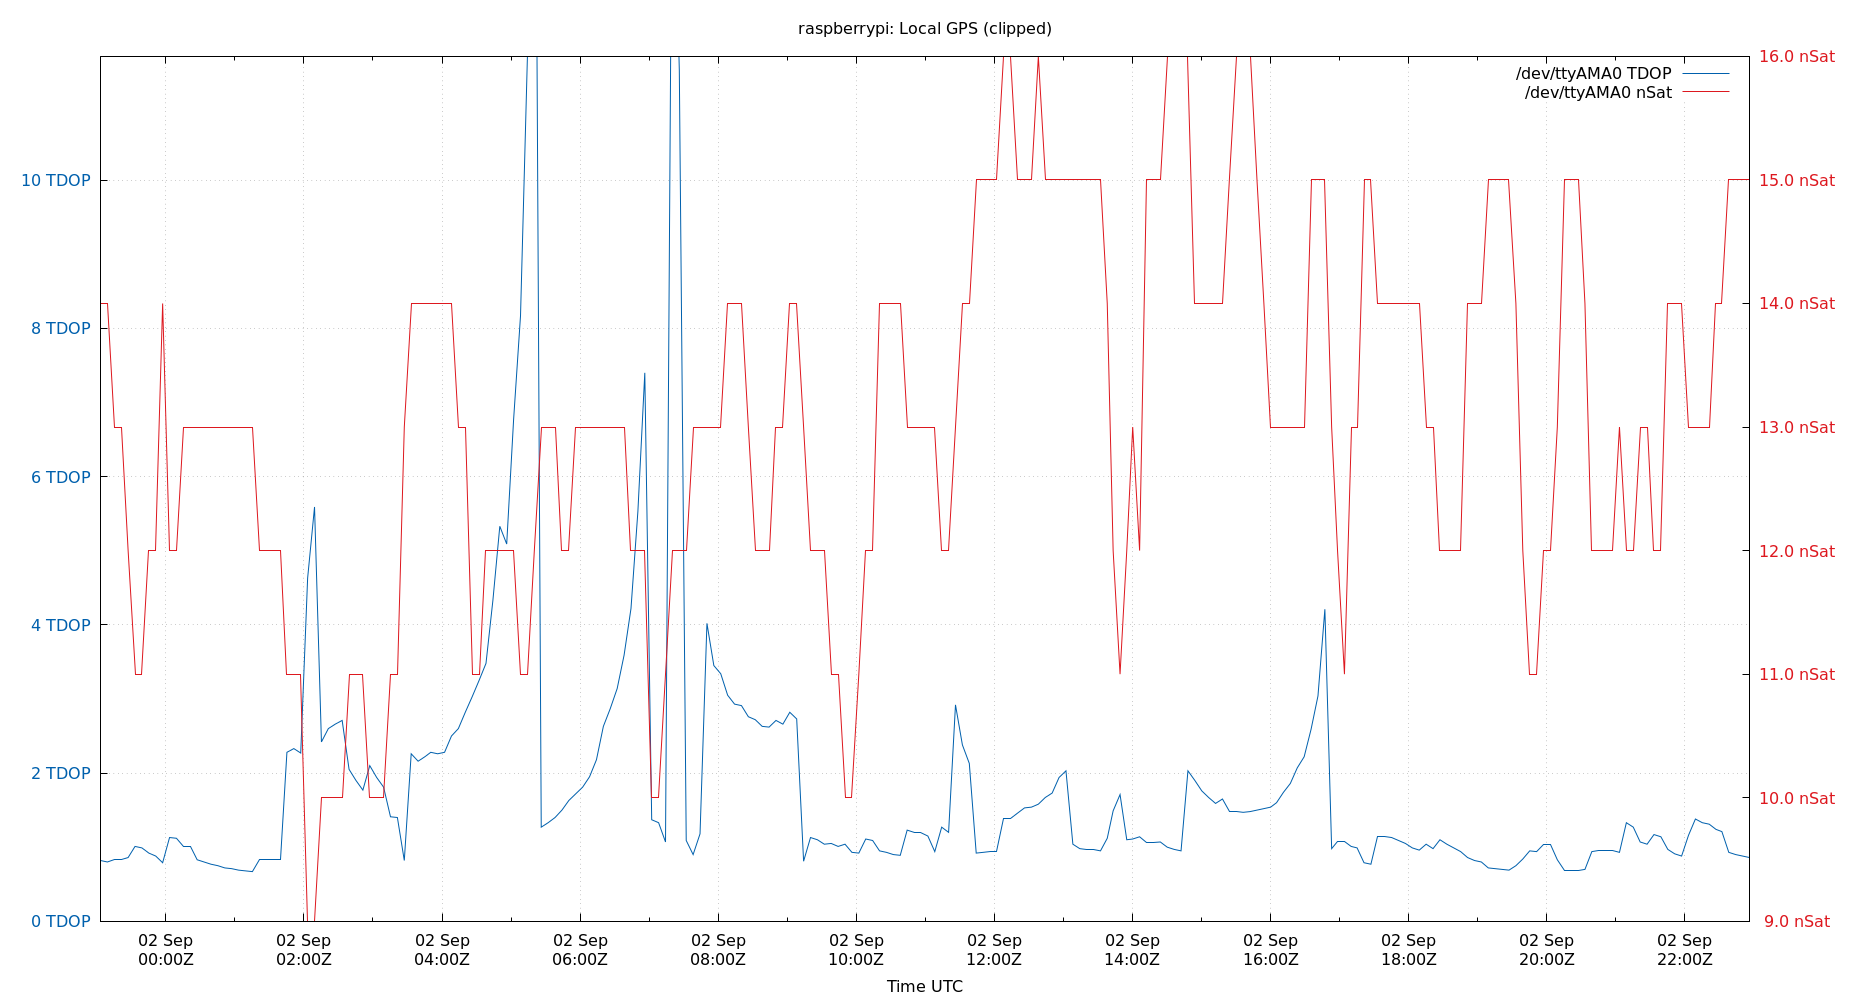 raspberrypi: Local GPS (clipped)
/dev/ttyAMA0 TDOP
/dev/ttyAMA0 nSat
10 TDOP
8 TDOP
6 TDOP
4 TDOP
2 TDOP
0 TDOP
16.0 nSat
15.0 nSat
14.0 nSat
13.0 nSat
12.0 nSat
11.0 nSat
10.0 nSat
9.0 nSat
02 Sep 02 Sep 02 Sep 02 Sep 02 Sep 02 Sep 02 Sep 02 Sep 02 Sep 02 Sep 02 Sep 02 Sep
00:00Z 02:00Z 04:00Z 06:00Z 08:00Z 10:00Z 12:00Z 14:00Z 16:00Z 18:00Z 20:00Z 22:00Z
Time UTC